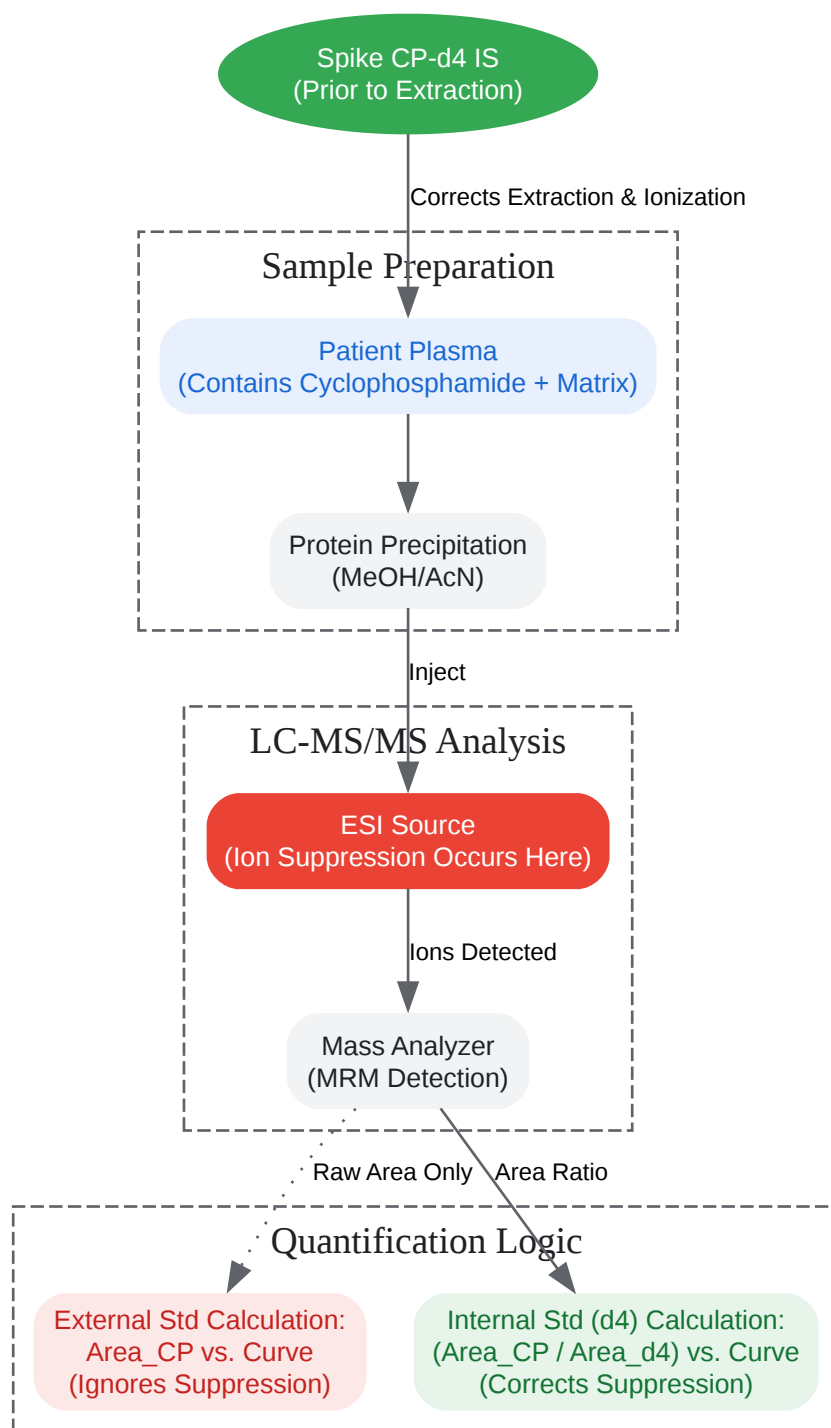 Spike CP-d4 IS
(Prior to Extraction)
Corrects Extraction & Ionization
Sample Preparation
Patient Plasma
(Contains Cyclophosphamide + Matrix)
Protein Precipitation
(MeOH/AcN)
Inject
LC-MS/MS Analysis
ESI Source
(Ion Suppression Occurs Here)
Ions Detected
Mass Analyzer
(MRM Detection)
Raw Area Only
Area Ratio
Quantification Logic
External Std Calculation:
Area_CP vs. Curve
(Ignores Suppression)
Internal Std (d4) Calculation:
(Area_CP / Area_d4) vs. Curve
(Corrects Suppression)